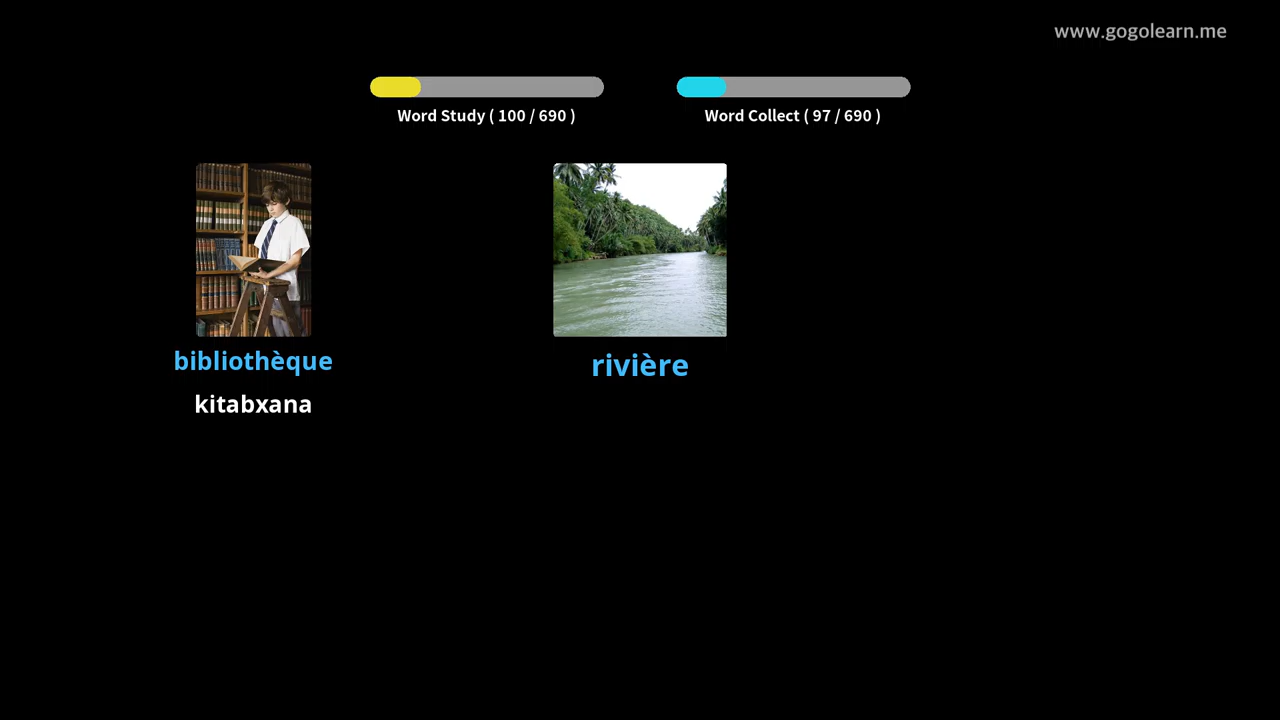 www.gogolearn.me
Word Study ( 100 / 690 )
Word Collect ( 97 / 690 )
bibliothèque
kitabxana
rivière